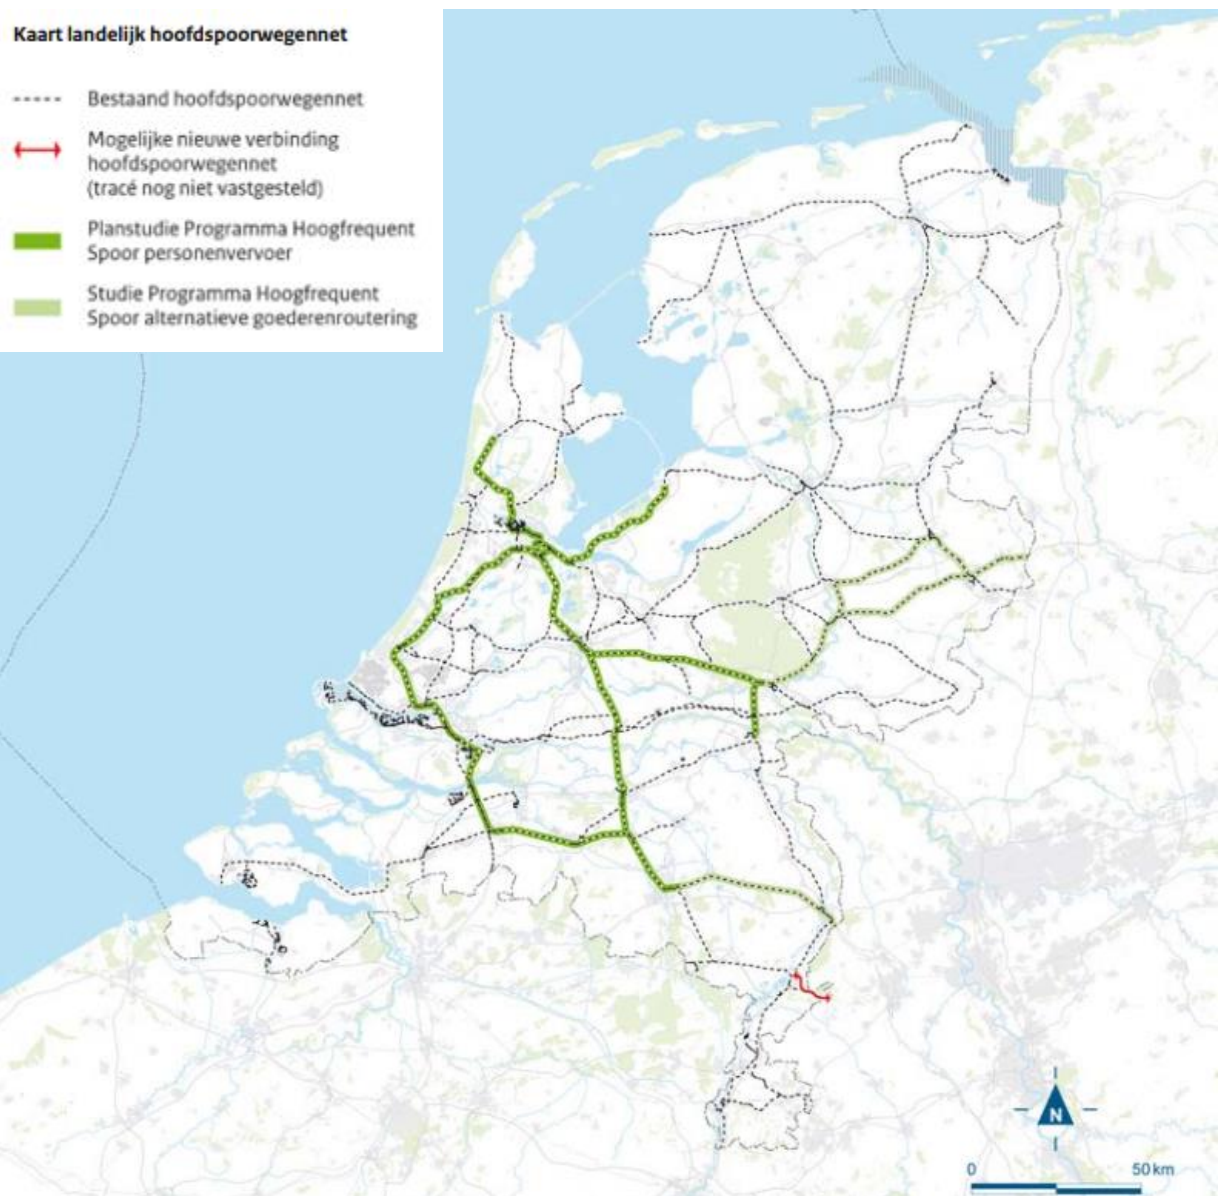 Kaart landelijk hoofdspoorwegennet
Bestaand hoofdspoorwegennet
Mogelijke nieuwe verbinding
hoofdspoorwegennet
(tracé nog niet vastgesteld)
Planstudie Programma Hoogfrequent
Spoor personenvervoer
Studie Programma Hoogfrequent
Spoor alternatieve goederenroutering
N
0 50 km